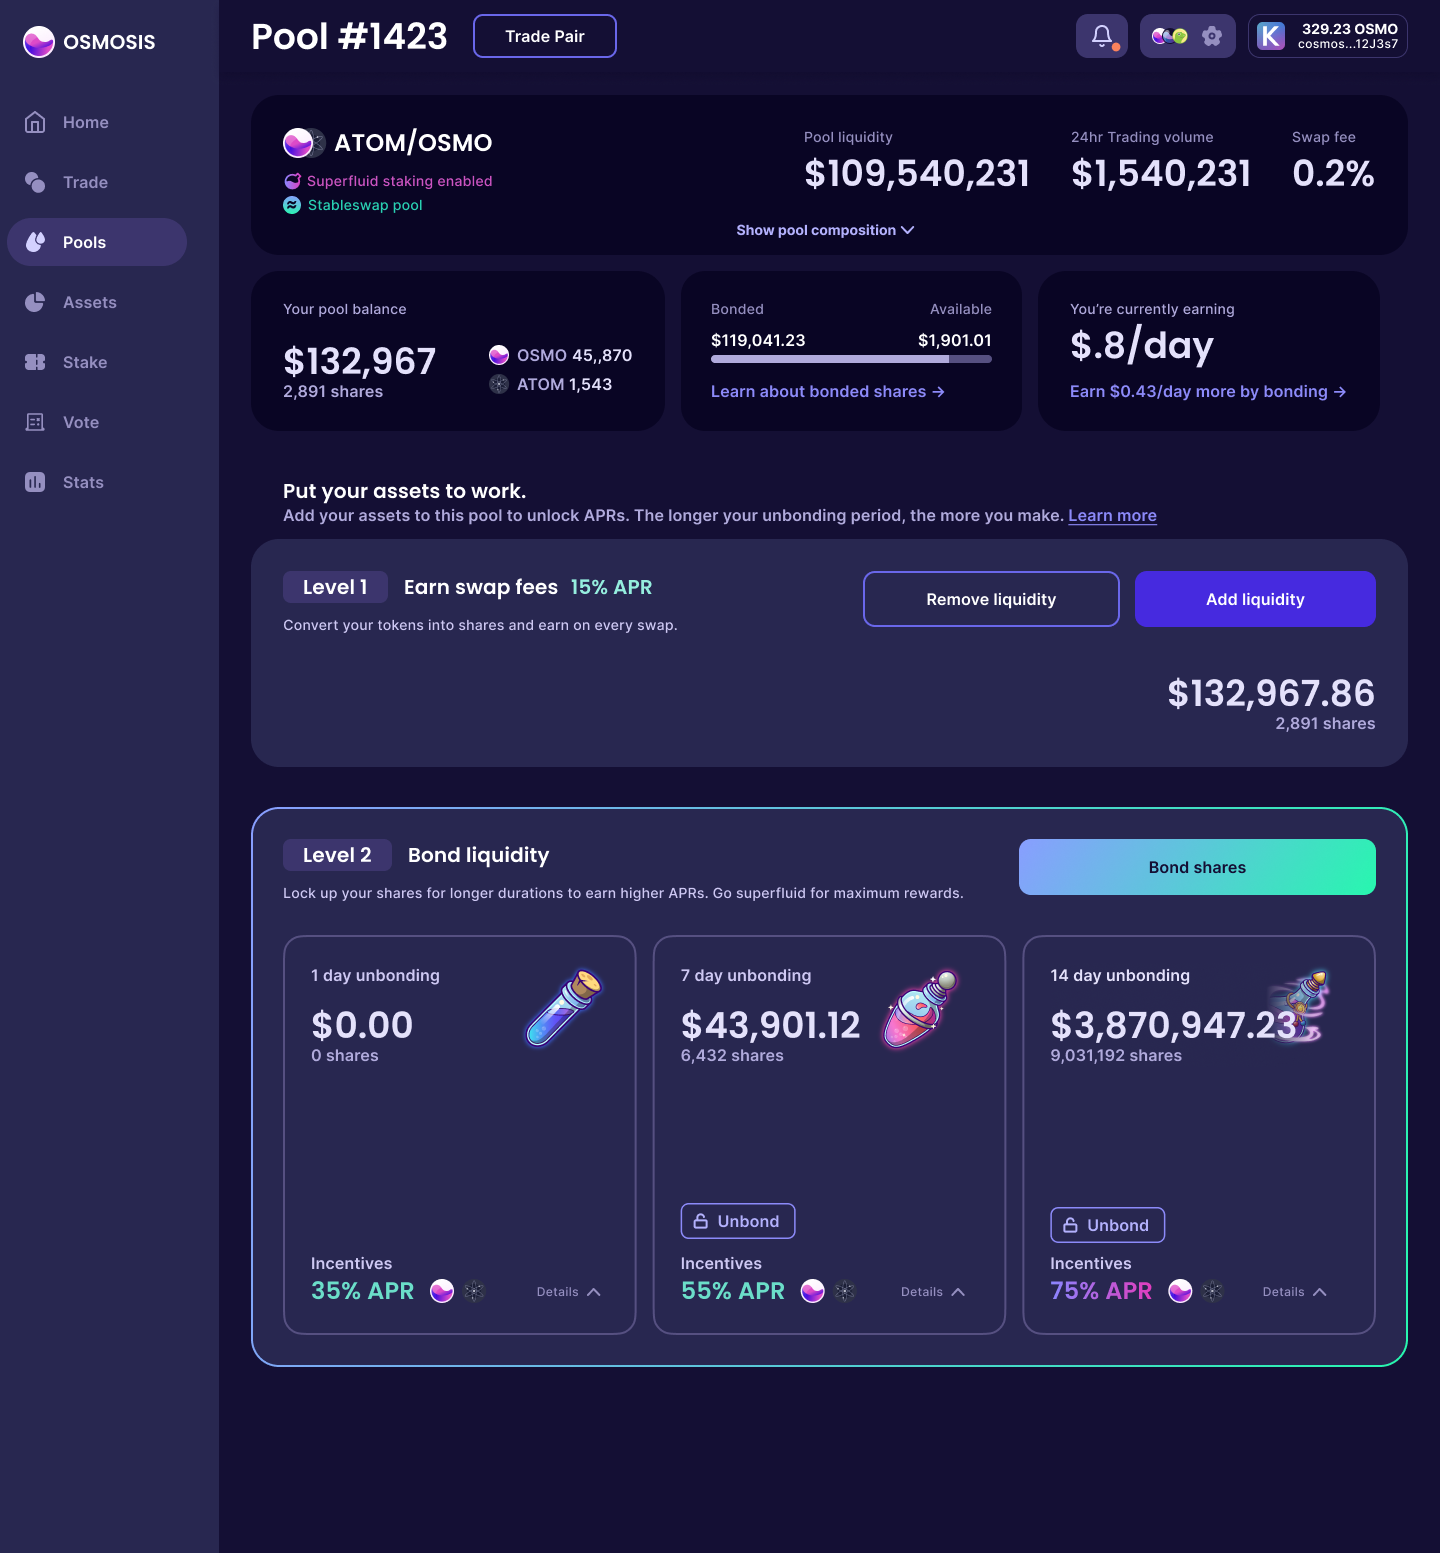 OSMOSIS
Home
Trade
Pools
Assets
Stake
Vote
Stats
Pool #1423
Trade Pair
K
329.23 OSMO
cosmos...12J3s7
ATOM/OSMO
Superfluid staking enabled
Stableswap pool
Pool liquidity
$109,540,231
24hr Trading volume
$1,540,231
Swap fee
0.2%
Show pool composition
Your pool balance
$132,967
2,891 shares
OSMO 45,,870
ATOM 1,543
Bonded
Available
$119,041.23
$1,901.01
Learn about bonded shares →
You’re currently earning
$.8/day
Earn $0.43/day more by bonding →
Put your assets to work.
Add your assets to this pool to unlock APRs. The longer your unbonding period, the more you make. Learn more
Level 1
Earn swap fees 15% APR
Convert your tokens into shares and earn on every swap.
Remove liquidity
Add liquidity
$132,967.86
2,891 shares
Level 2
Bond liquidity
Lock up your shares for longer durations to earn higher APRs. Go superfluid for maximum rewards.
Bond shares
1 day unbonding
$0.00
0 shares
Incentives
35% APR
Details
7 day unbonding
$43,901.12
6,432 shares
Unbond
Incentives
55% APR
Details
14 day unbonding
$3,870,947.23
9,031,192 shares
Unbond
Incentives
75% APR
Details